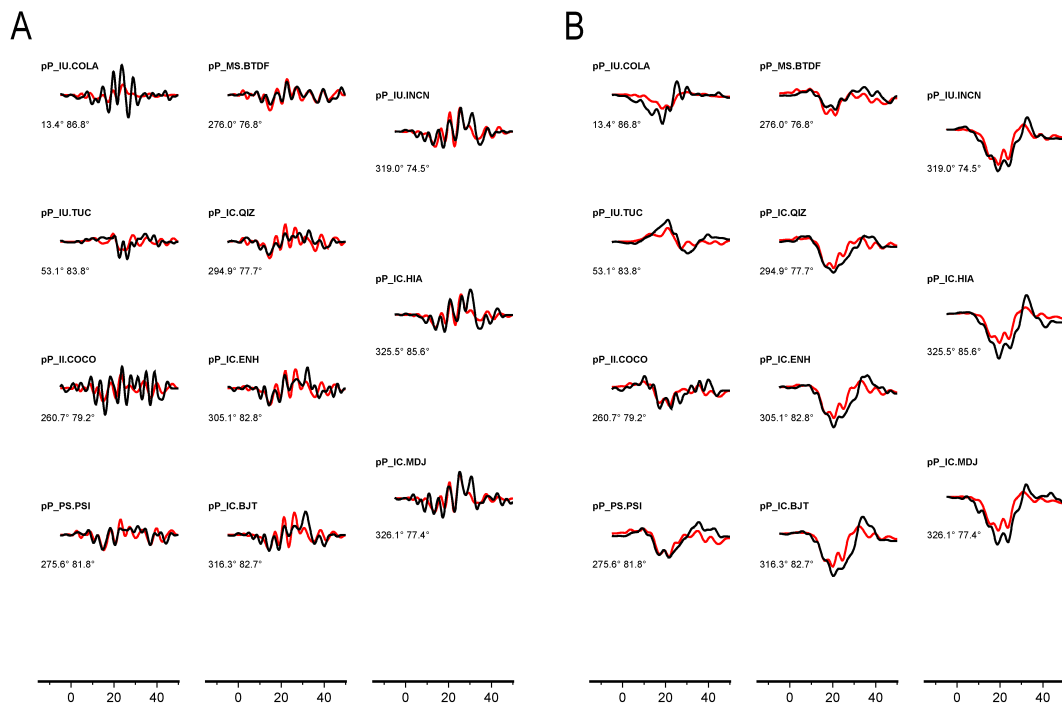 A
pP_IU.COLA
13.4° 86.8°
pP_IU.TUC
53.1° 83.8°
pP_II.COCO
260.7° 79.2°
pP_PS.PSI
275.6° 81.8°
0 20 40
pP_MS.BTDF
276.0° 76.8°
pP_IC.QIZ
294.9° 77.7°
pP_IC.ENH
305.1° 82.8°
pP_IC.BJT
316.3° 82.7°
0 20 40
pP_IU.INCN
319.0° 74.5°
pP_IC.HIA
325.5° 85.6°
pP_IC.MDJ
326.1° 77.4°
0 20 40
B
pP_IU.COLA
13.4° 86.8°
pP_IU.TUC
53.1° 83.8°
pP_II.COCO
260.7° 79.2°
pP_PS.PSI
275.6° 81.8°
0 20 40
pP_MS.BTDF
276.0° 76.8°
pP_IC.QIZ
294.9° 77.7°
pP_IC.ENH
305.1° 82.8°
pP_IC.BJT
316.3° 82.7°
0 20 40
pP_IU.INCN
319.0° 74.5°
pP_IC.HIA
325.5° 85.6°
pP_IC.MDJ
326.1° 77.4°
0 20 40